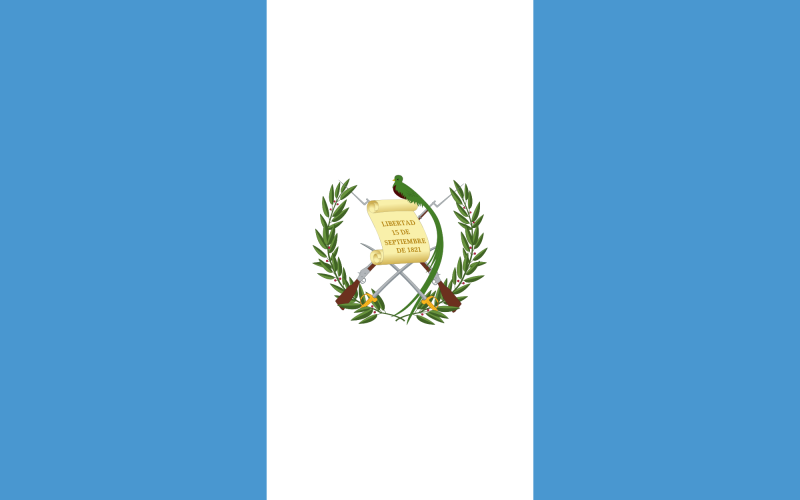 LIBERTAD
15 DE
SEPTIEMBRE
DE 1821